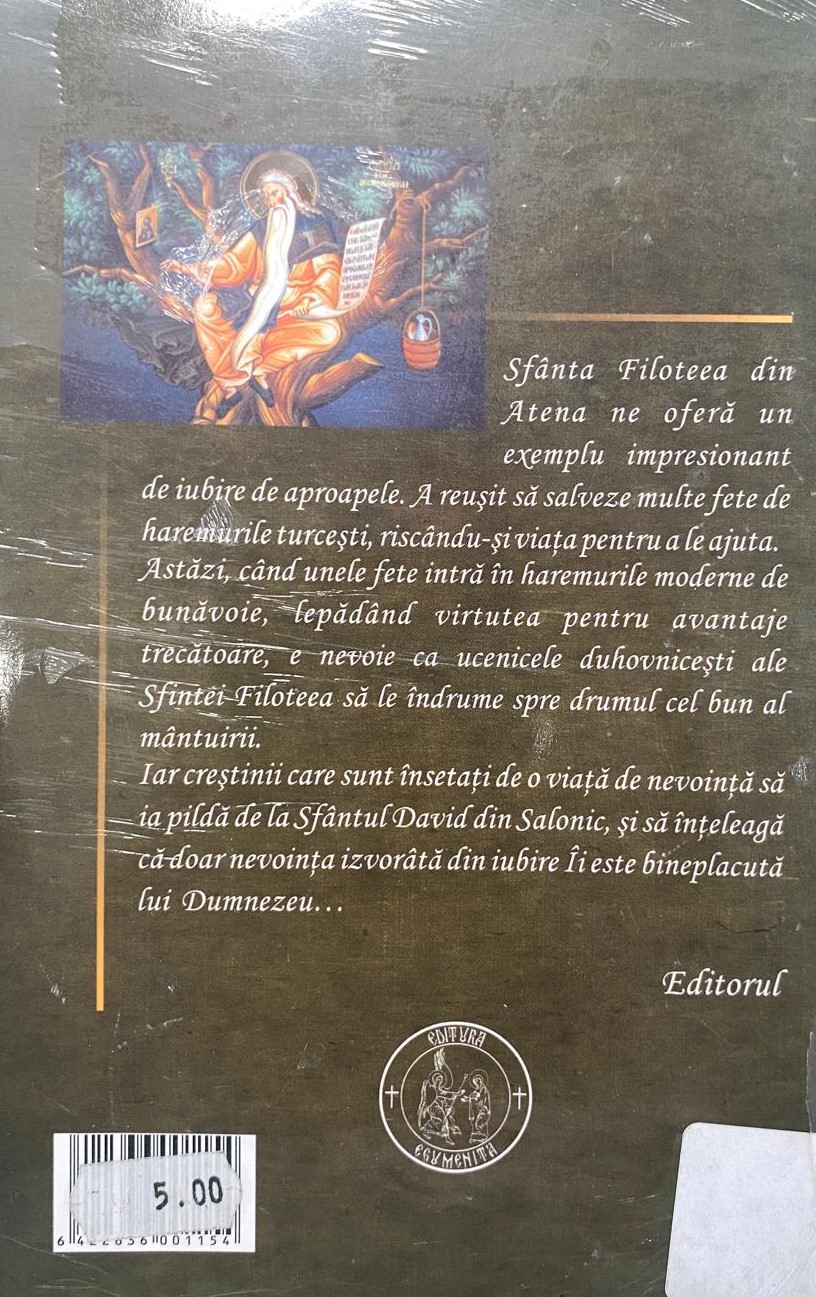 Sfânta Filoteea din
Atena ne oferă un
exemplu impresionant
de iubire de aproapele. A reuşit să salveze multe fete de
haremurile turceşti, riscându-şi viaţa pentru a le ajuta.
Astăzi, când unele fete intră în haremurile moderne de
bunăvoie, lepădând virtutea pentru avantaje
trecătoare, e nevoie ca ucenicele duhovniceşti ale
Sfintei Filoteea să le îndrume spre drumul cel bun al
mântuirii.
Iar creştinii care sunt însetaţi de o viaţă de nevoinţă să
ia pildă de la Sfântul David din Salonic, şi să înţeleagă
că doar nevoinţa izvorâtă din iubire Îi este bineplacută
lui Dumnezeu...
Editorul
EDITURA
EGUMENIŢA
5.00